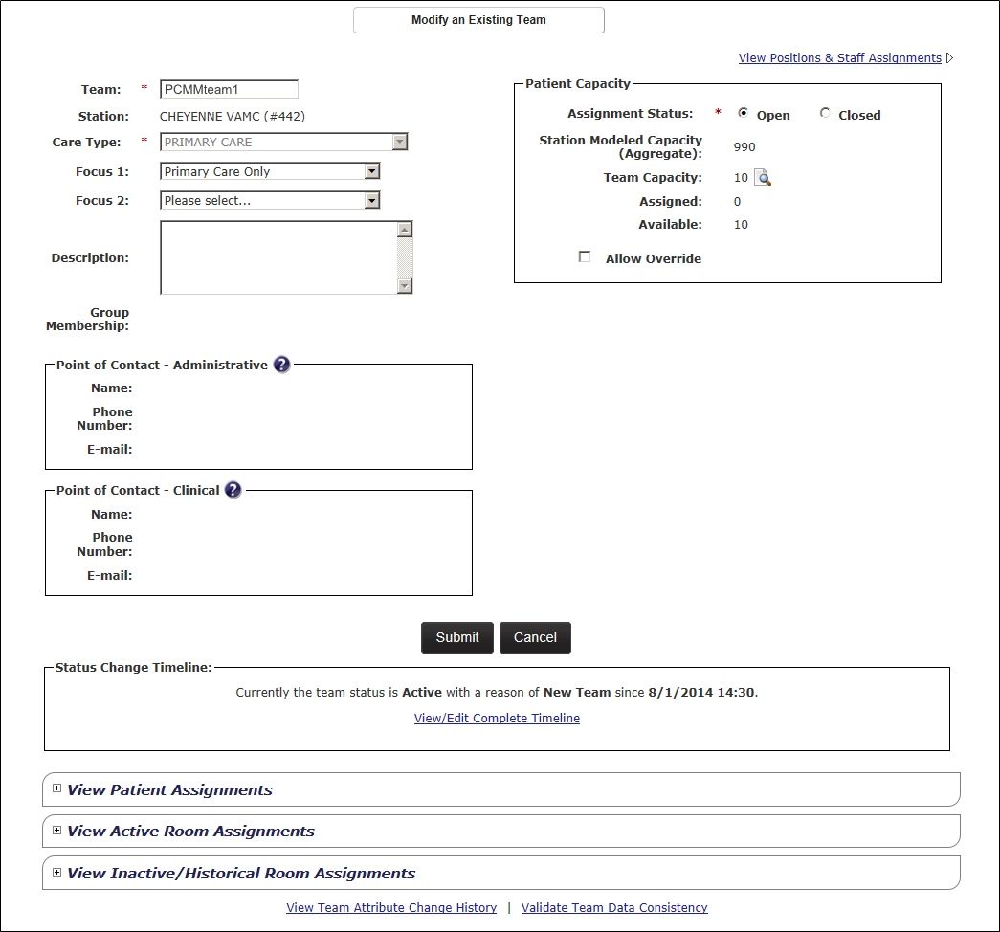 Modify an Existing Team
View Positions & Staff Assignments
Team: * PCMMteam1
Station: CHEYENNE VAMC (#442)
Care Type: * PRIMARY CARE
Focus 1: Primary Care Only
Focus 2: Please select...
Description:
Group
Membership:
Patient Capacity
Assignment Status: * Open Closed
Station Modeled Capacity
(Aggregate): 990
Team Capacity: 10
Assigned: 0
Available: 10
Allow Override
Point of Contact - Administrative ?
Name:
Phone
Number:
E-mail:
Point of Contact - Clinical ?
Name:
Phone
Number:
E-mail:
Submit Cancel
Status Change Timeline:
Currently the team status is Active with a reason of New Team since 8/1/2014 14:30.
View/Edit Complete Timeline
View Patient Assignments
View Active Room Assignments
View Inactive/Historical Room Assignments
View Team Attribute Change History | Validate Team Data Consistency